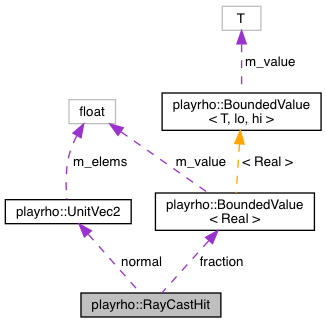 T
m_value
float
playrho::BoundedValue
< T, lo, hi >
m_elems
m_value
< Real >
playrho::UnitVec2
playrho::BoundedValue
< Real >
normal
fraction
playrho::RayCastHit